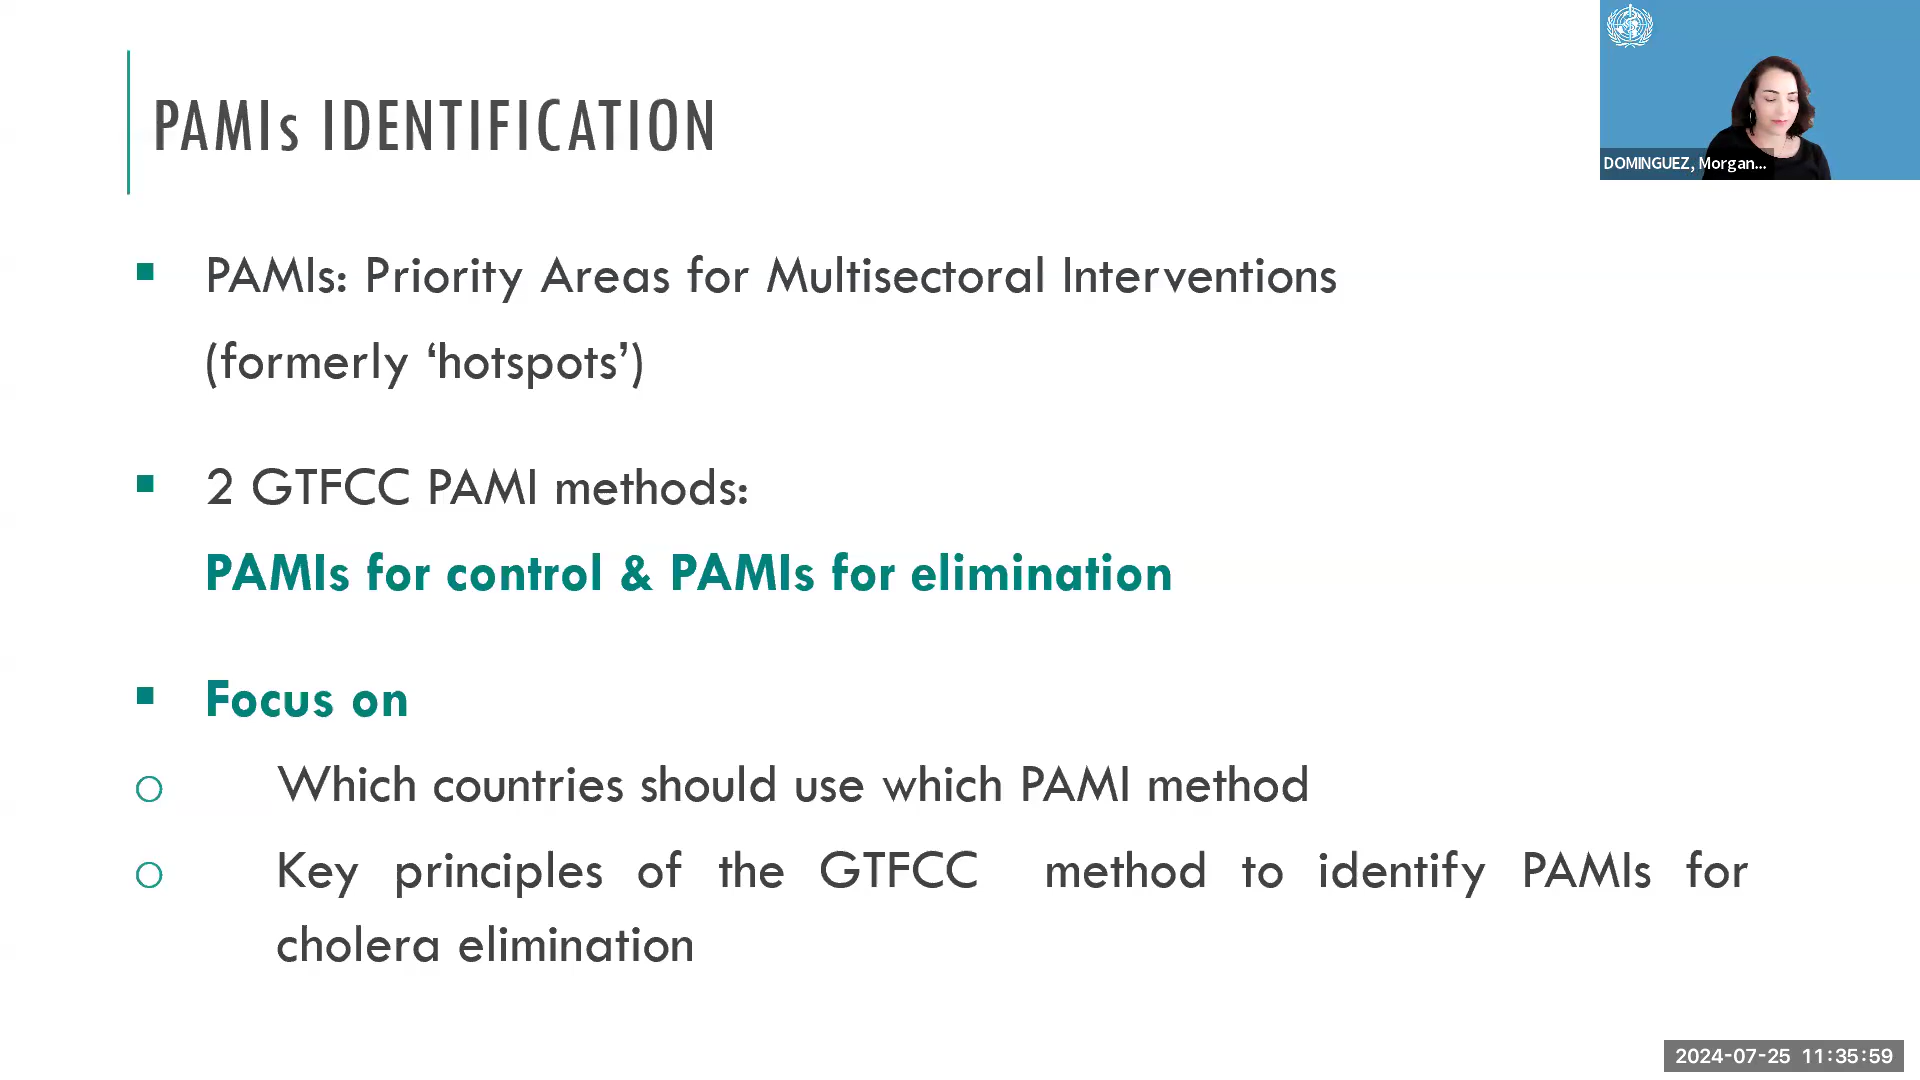 PAMIs IDENTIFICATION
DOMINGUEZ, Morgan...
PAMIs: Priority Areas for Multisectoral Interventions
(formerly ‘hotspots’)
2 GTFCC PAMI methods:
PAMIs for control & PAMIs for elimination
Focus on
Which countries should use which PAMI method
Key principles of the GTFCC method to identify PAMIs for
cholera elimination
2024-07-25 11:35:59